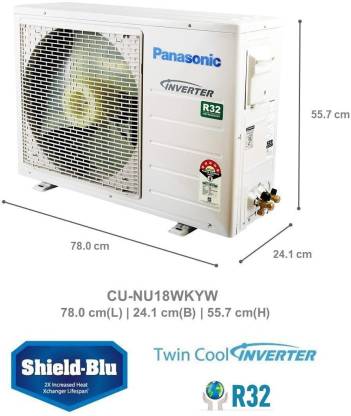 Panasonic
INVERTER
R32
55.7 cm
78.0 cm
24.1 cm
CU-NU18WKYW
78.0 cm(L) | 24.1 cm(B) | 55.7 cm(H)
Shield-Blu
2X Increased Heat
Xchanger Lifespan
Twin Cool INVERTER
R32